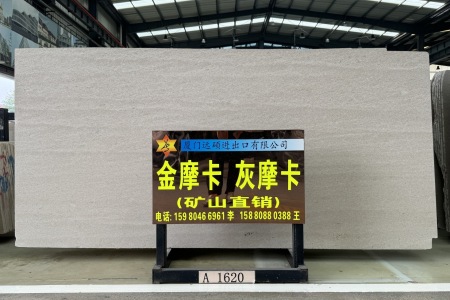 厦门远硕进出口有限公司
金摩卡 灰摩卡
(矿山直销)
电话: 159 8046 6961 李 158 8088 0388 王
A 1620